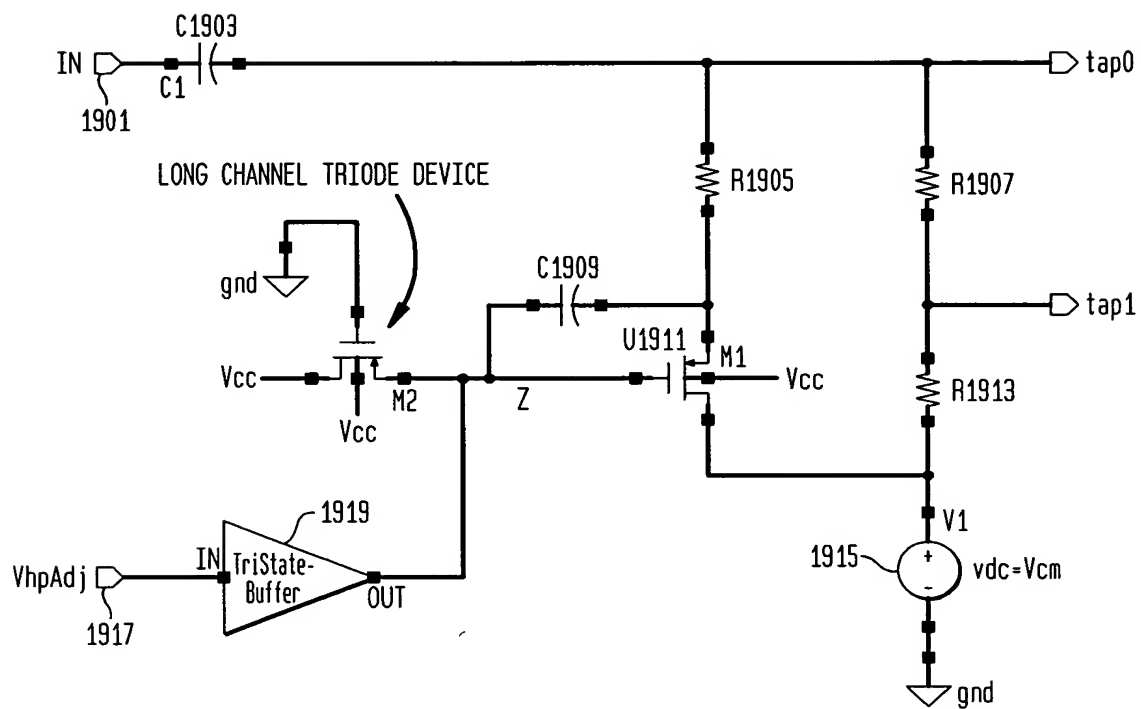 C1903
IN
C1
1901
tap0
R1905
R1907
LONG CHANNEL TRIODE DEVICE
gnd
C1909
tap1
U1911
M1
Vcc
Vcc
M2
Z
Vcc
R1913
1919
V1
IN
TriState-
Buffer
OUT
VhpAdj
1917
1915
+
-
vdc=Vcm
gnd